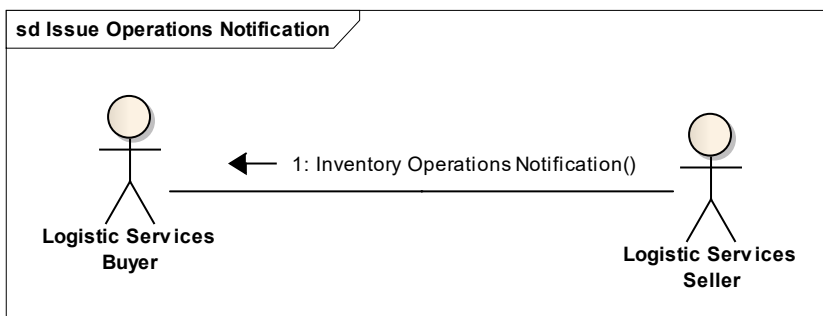 sd Issue Operations Notification
1: Inventory Operations Notification()
Logistic Services
Buyer
Logistic Services
Seller